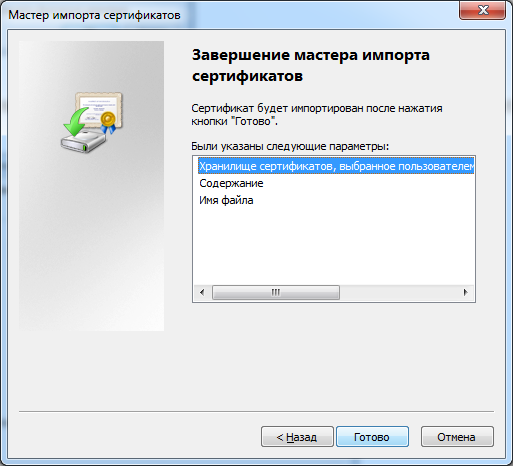 Мастер импорта сертификатов
Завершение мастера импорта
сертификатов
Сертификат будет импортирован после нажатия
кнопки "Готово".
Были указаны следующие параметры:
Хранилище сертификатов, выбранное пользователем
Содержание
Имя файла
< Назад
Готово
Отмена